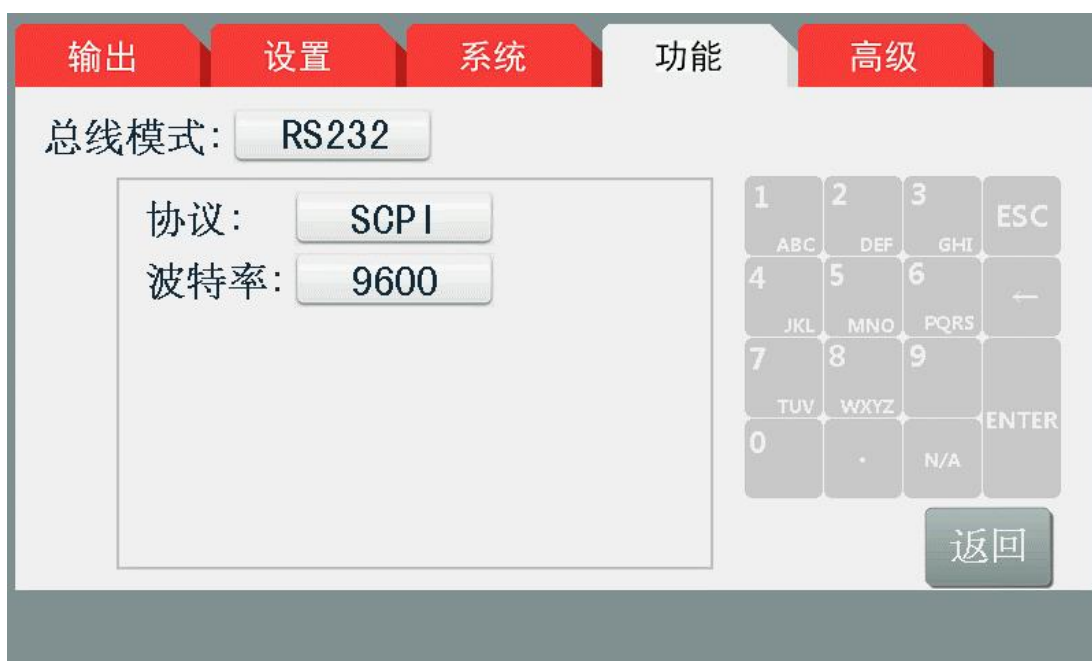 输出 设置 系统 功能 高级
总线模式: RS232
协议: SCPI
波特率: 9600
1 ABC 2 DEF 3 GHI ESC
4 JKL 5 MNO 6 PQRS ←
7 TUV 8 WXYZ 9 ENTER
0 . N/A
返回